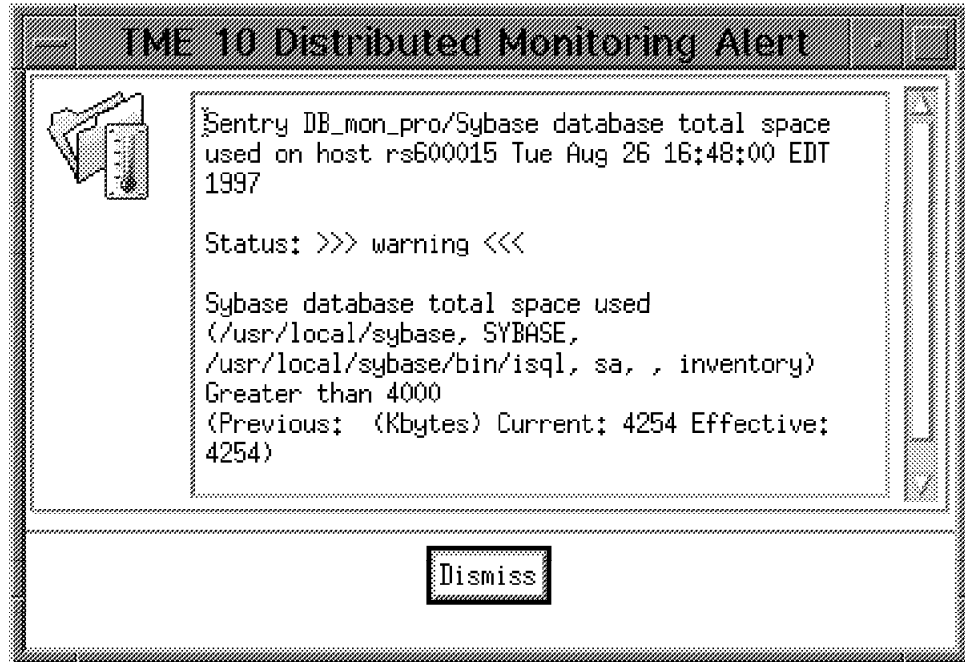 TME 10 Distributed Monitoring Alert
Sentry DB_mon_pro/Sybase database total space
used on host rs600015 Tue Aug 26 16:48:00 EDT
1997
Status: >>> warning <<<
Sybase database total space used
(/usr/local/sybase, SYBASE,
/usr/local/sybase/bin/isql, sa, , inventory)
Greater than 4000
(Previous:  (Kbytes) Current: 4254 Effective:
4254)
Dismiss